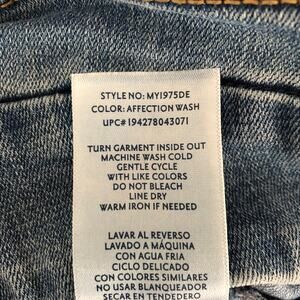 STYLE NO: MY1975DE
COLOR: AFFECTION WASH
UPC# 194278043071
TURN GARMENT INSIDE OUT
MACHINE WASH COLD
GENTLE CYCLE
WITH LIKE COLORS
DO NOT BLEACH
LINE DRY
WARM IRON IF NEEDED
LAVAR AL REVERSO
LAVADO A MÁQUINA
CON AGUA FRIA
CICLO DELICADO
CON COLORES SIMILARES
NO USAR BLANQUEADOR
SECAR EN TENDEDERO